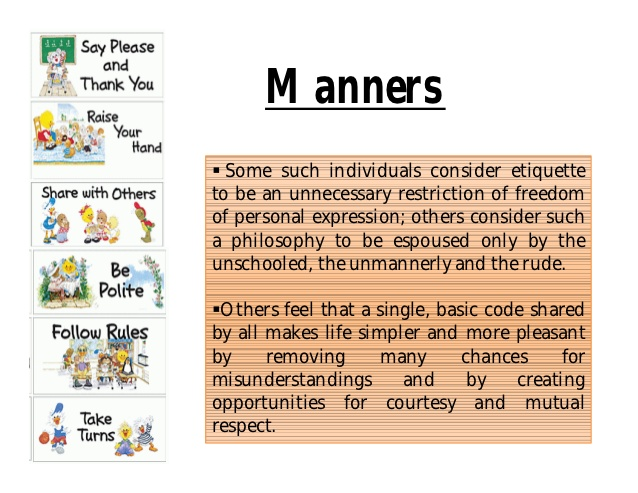 Say Please
and
Thank You
Raise
Your
Hand
Share with Others
Be
Polite
Follow Rules
Take
Turns
M anners
▪ Some such individuals consider etiquette
to be an unnecessary restriction of freedom
of personal expression; others consider such
a philosophy to be espoused only by the
unschooled, the unmannerly and the rude.
▪Others feel that a single, basic code shared
by all makes life simpler and more pleasant
by removing many chances for
misunderstandings and by creating
opportunities for courtesy and mutual
respect.